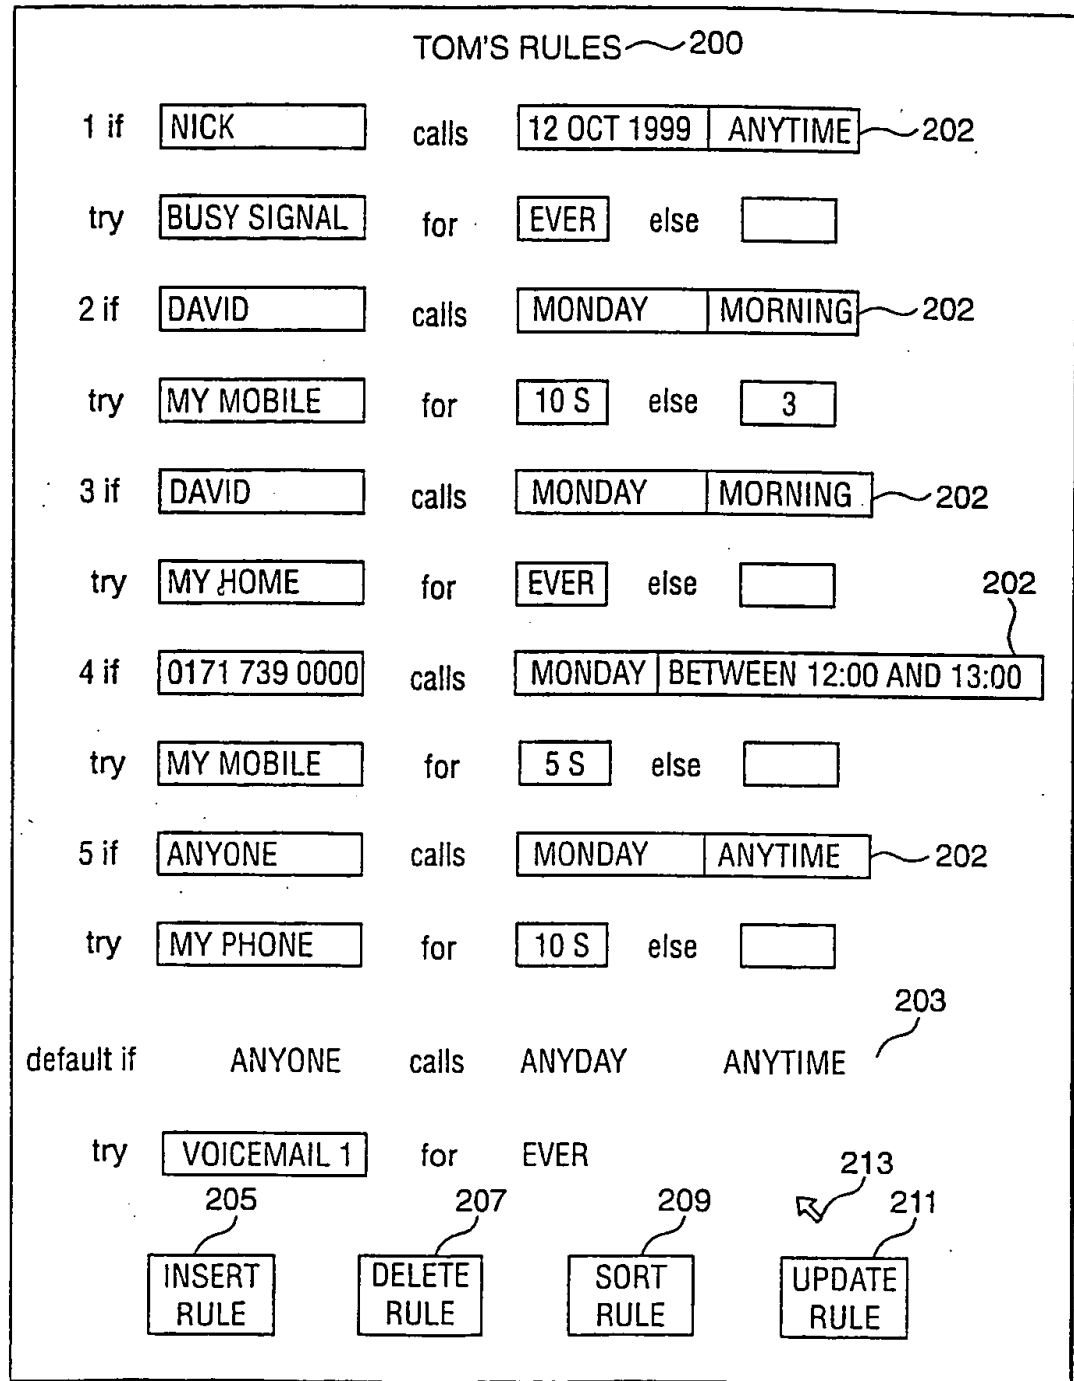 TOM'S RULES 200
1 if NICK calls 12 OCT 1999 ANYTIME 202
try BUSY SIGNAL for EVER else
2 if DAVID calls MONDAY MORNING 202
try MY MOBILE for 10 S else 3
3 if DAVID calls MONDAY MORNING 202
try MY HOME for EVER else
202
4 if 0171 739 0000 calls MONDAY BETWEEN 12:00 AND 13:00
try MY MOBILE for 5 S else
5 if ANYONE calls MONDAY ANYTIME 202
try MY PHONE for 10 S else
203
default if ANYONE calls ANYDAY ANYTIME
try VOICEMAIL 1 for EVER
205 207 209 213 211
INSERT RULE DELETE RULE SORT RULE UPDATE RULE